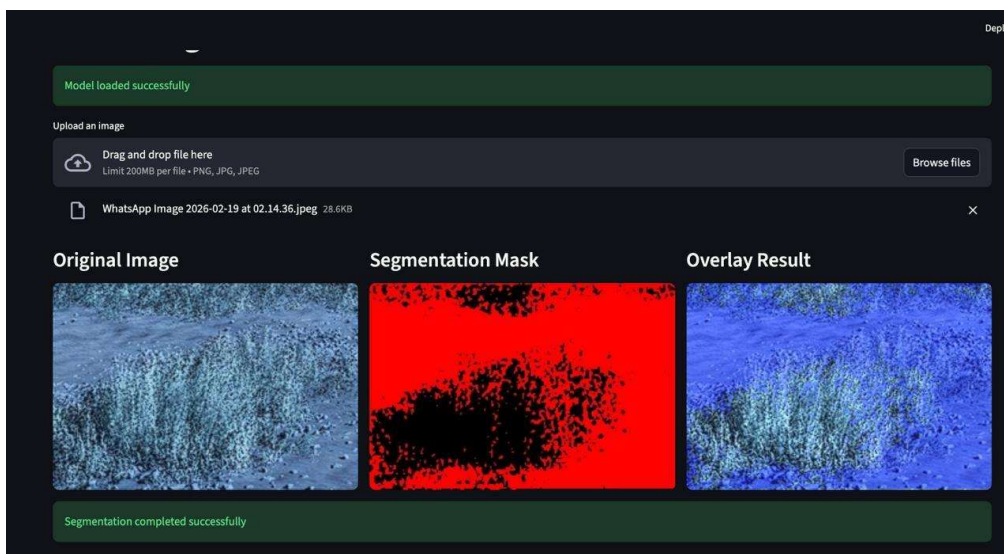 Model loaded successfully
Upload an image
Drag and drop file here
Limit 200MB per file • PNG, JPG, JPEG
Browse files
WhatsApp Image 2026-02-19 at 02.14.36.jpeg 28.6KB
Original Image
Segmentation Mask
Overlay Result
Segmentation completed successfully